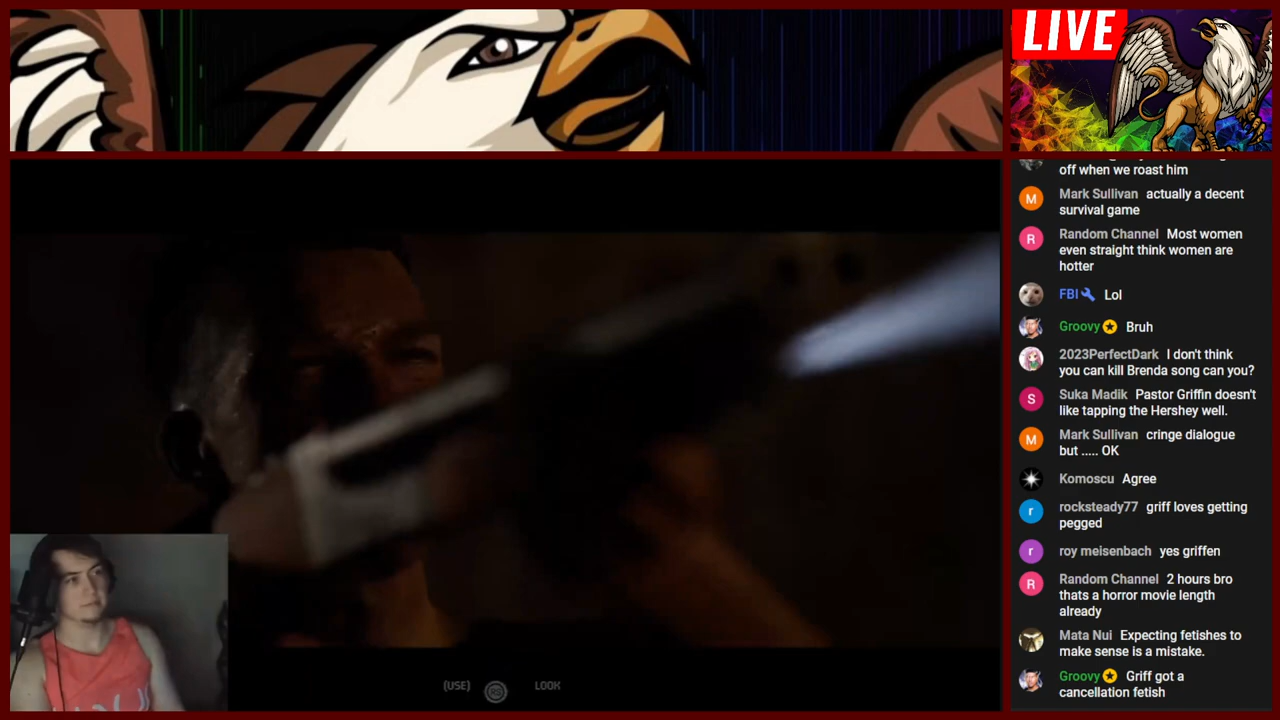 LIVE
off when we roast him
Mark Sullivan actually a decent
survival game
Random Channel Most women
even straight think women are
hotter
FBI Lol
Groovy Bruh
2023PerfectDark I don't think
you can kill Brenda song can you?
Suka Madik Pastor Griffin doesn't
like tapping the Hershey well.
Mark Sullivan cringe dialogue
but ..... OK
Komoscu Agree
rocksteady77 griff loves getting
pegged
roy meisenbach yes griffen
Random Channel 2 hours bro
thats a horror movie length
already
Mata Nui Expecting fetishes to
make sense is a mistake.
Groovy Griff got a
cancellation fetish
(USE) RS LOOK